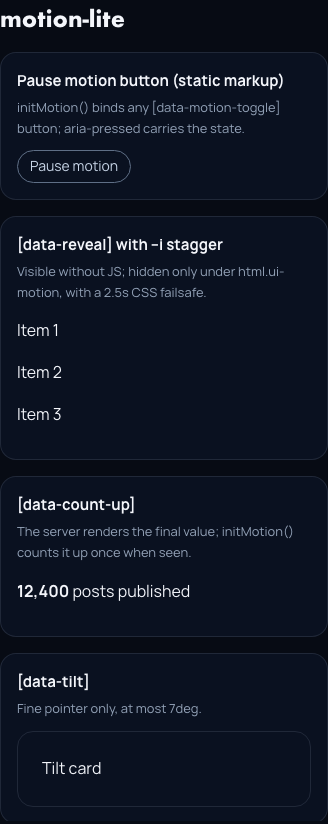 motion-lite
Pause motion button (static markup)
initMotion() binds any [data-motion-toggle]
button; aria-pressed carries the state.
Pause motion
[data-reveal] with –i stagger
Visible without JS; hidden only under html.ui-
motion, with a 2.5s CSS failsafe.
Item 1
Item 2
Item 3
[data-count-up]
The server renders the final value; initMotion()
counts it up once when seen.
12,400 posts published
[data-tilt]
Fine pointer only, at most 7deg.
Tilt card